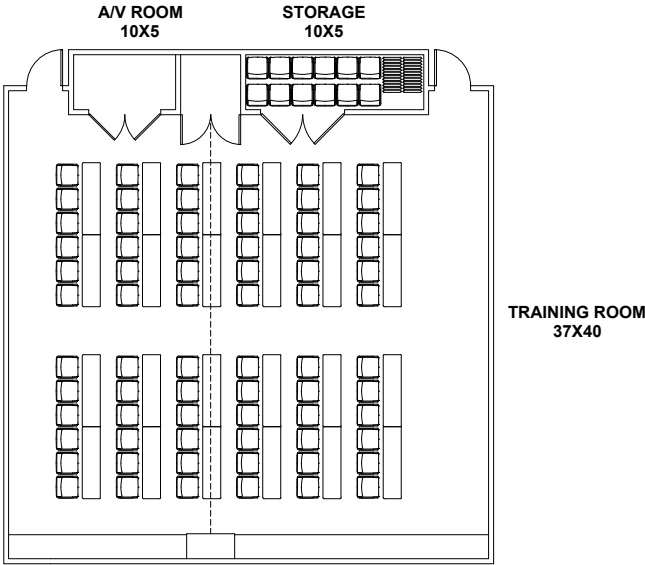 A/V ROOM
10X5
STORAGE
10X5
TRAINING ROOM
37X40